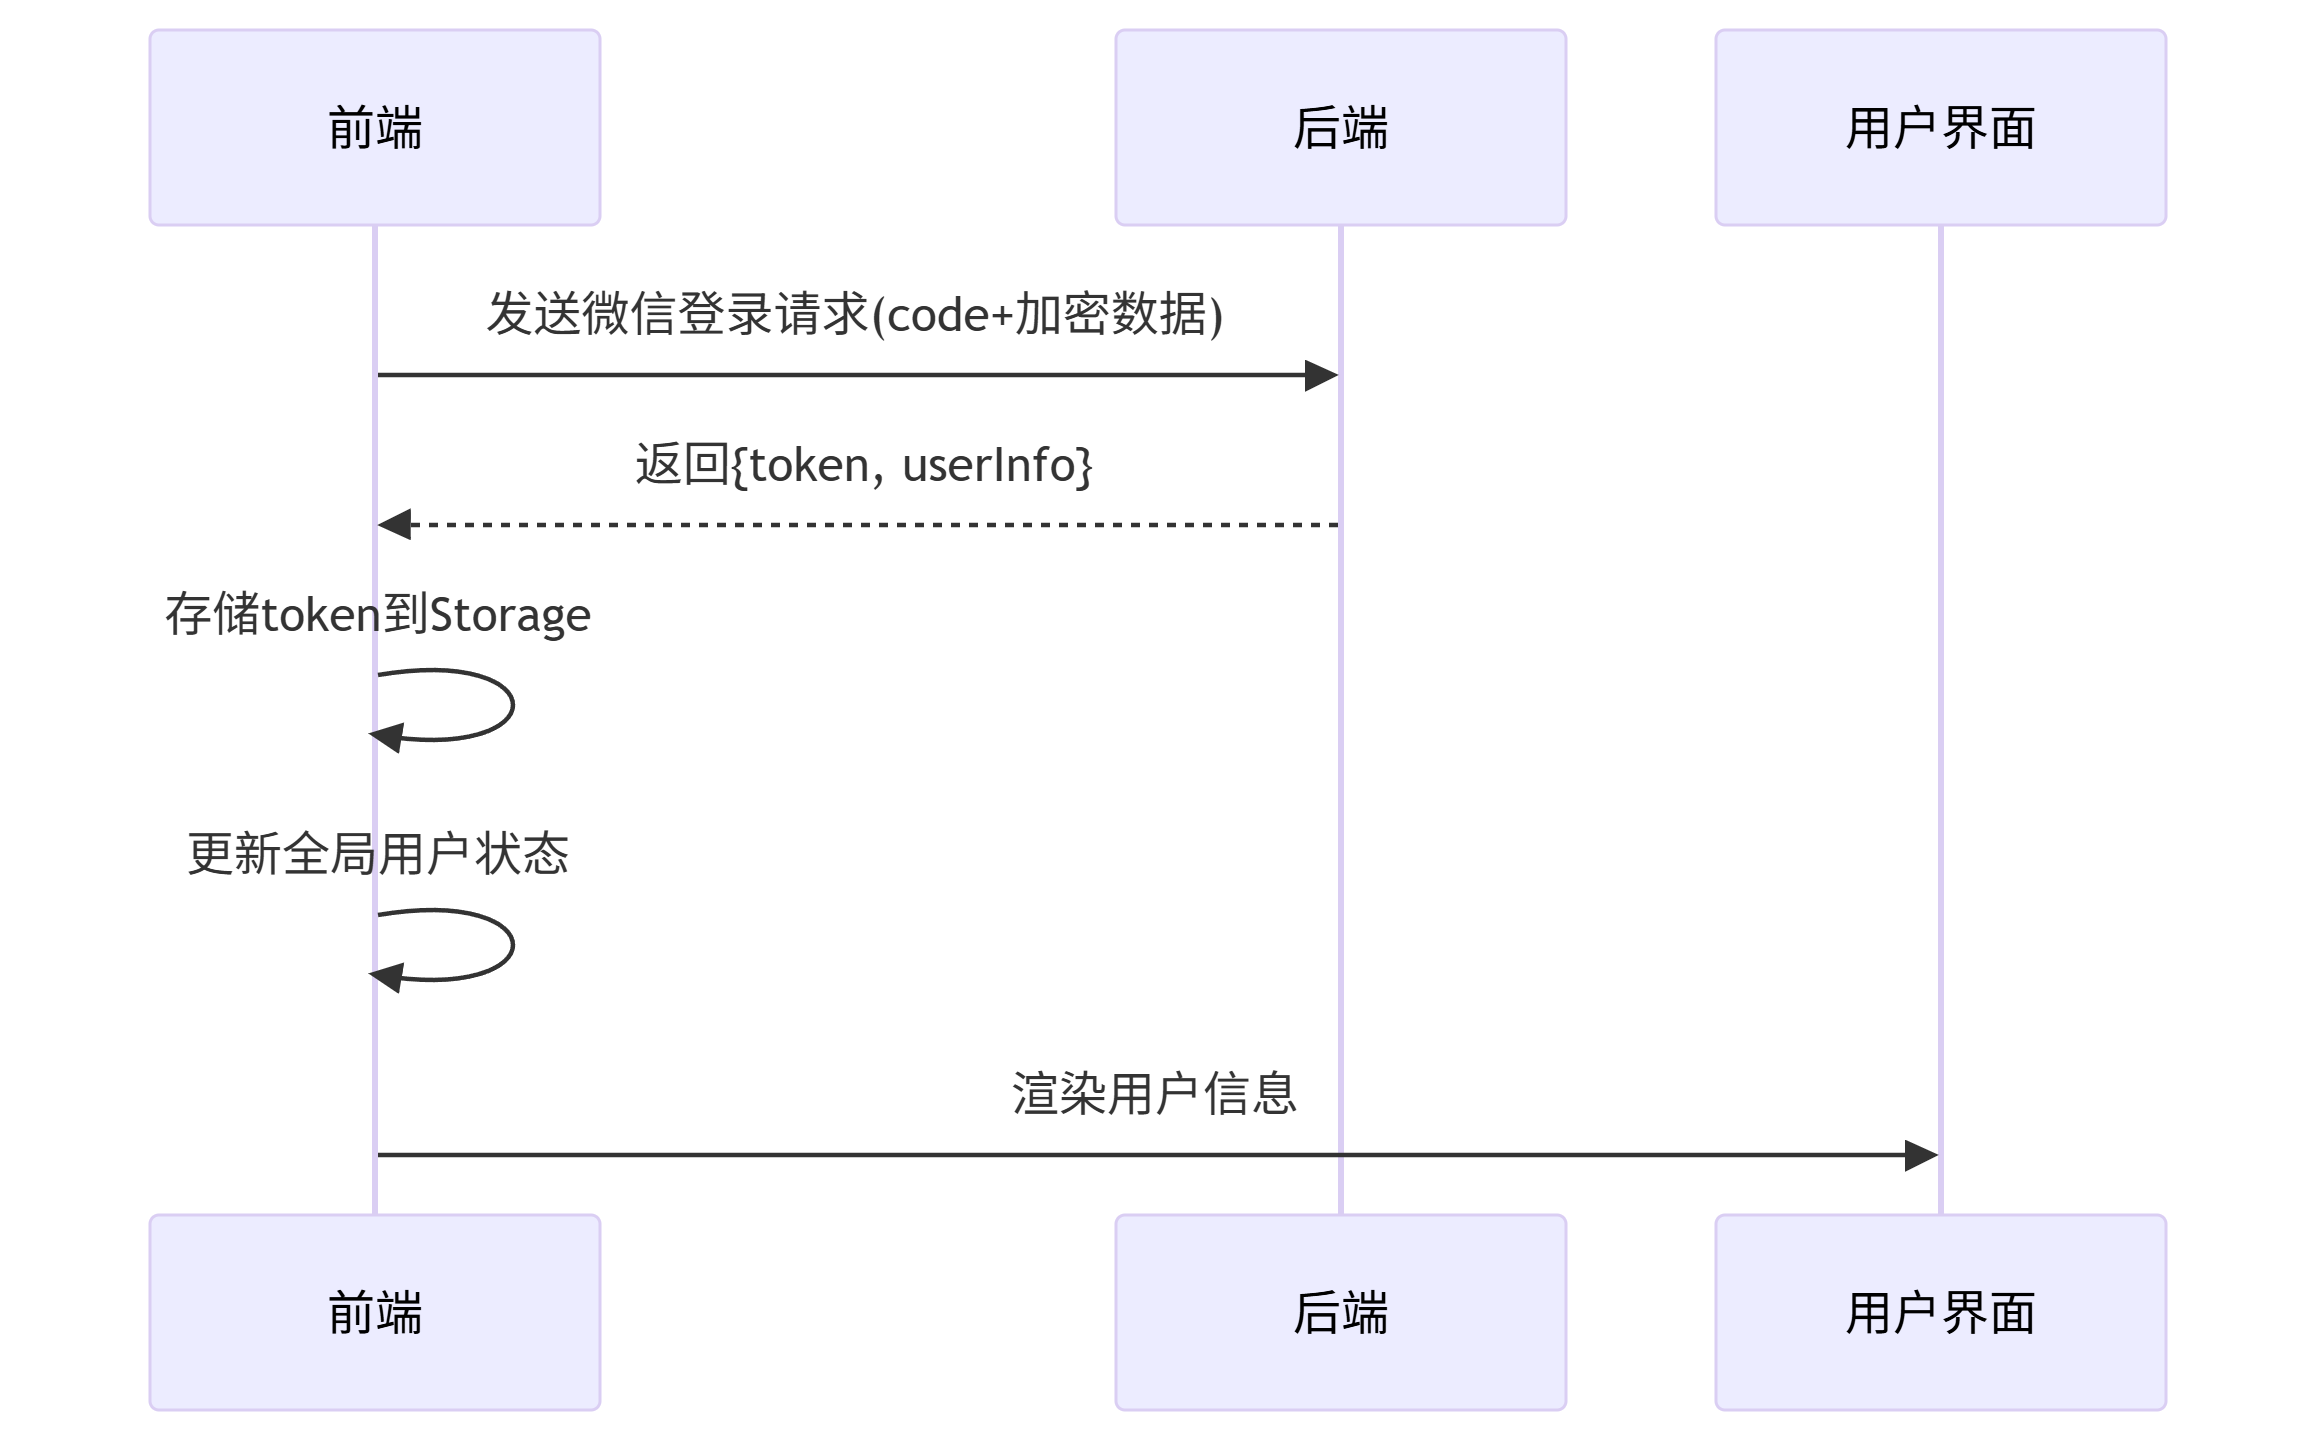 前端
后端
用户界面
发送微信登录请求(code+加密数据)
返回{token, userInfo}
存储token到Storage
更新全局用户状态
渲染用户信息
前端
后端
用户界面